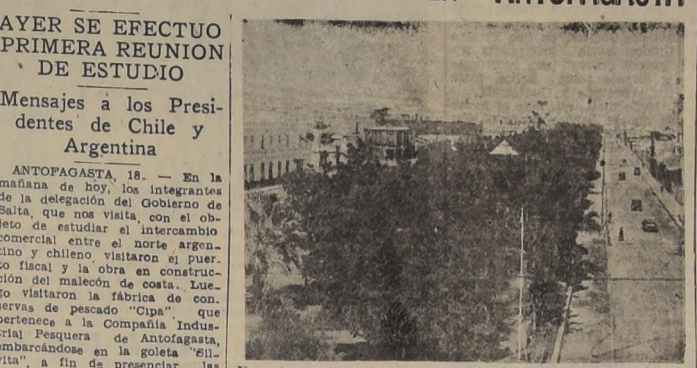 ANTOFAGASTA
AYER SE EFECTUO
PRIMERA REUNION
DE ESTUDIO
Mensajes a los Presi-
dentes de Chile y
Argentina
ANTOFAGASTA, 18. — En la
mañana de hoy, los integrantes
de la delegación del Gobierno de
Salta, que nos visita, con el ob-
jeto de estudiar el intercambio
comercial entre el norte argen-
tino y chileno, visitaron el puer-
to fiscal y la obra en construc-
ción del malecón de costa. Lue-
go visitaron la fábrica de con-
servas de pescado "Cipa", que
pertenece a la Compañía Indus-
trial Pesquera de Antofagasta,
embarcándose en la goleta "Sil-
vita", a fin de presenciar las